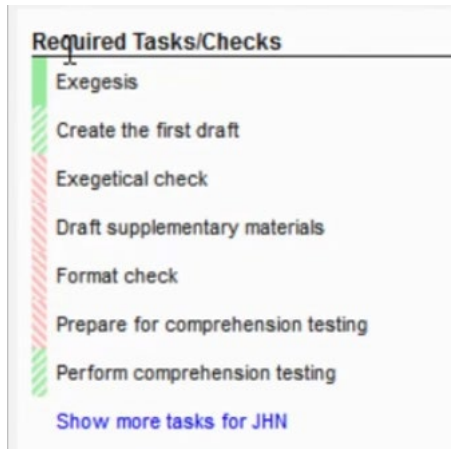 Required Tasks/Checks
Exegesis
Create the first draft
Exegetical check
Draft supplementary materials
Format check
Prepare for comprehension testing
Perform comprehension testing
Show more tasks for JHN